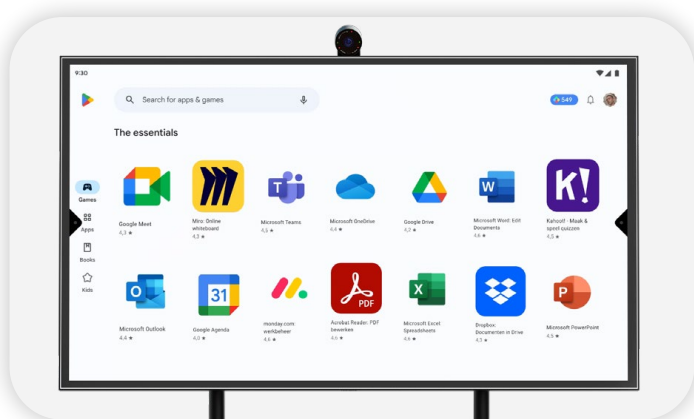 9:30
Search for apps & games
549
The essentials
Games
Apps
Books
Kids
Google Meet
4,3 ★
Miro: Online
whiteboard
4,3 ★
Microsoft Teams
4,5 ★
Microsoft OneDrive
4,4 ★
Google Drive
4,3 ★
W
Microsoft Word: Edit
Documents
4,6 ★
K!
Kahoot! - Maak &
speel quizzen
4,5 ★
T
O
Microsoft Outlook
4,4 ★
31
Google Agenda
4,0 ★
monday.com
werkbeheer
4,6 ★
PDF
Acrobat Reader: PDF
bewerken
4,6 ★
X
Microsoft Excel:
Spreadsheets
4,6 ★
Dropbox:
Documenten in Drive
4,5 ★
P
Microsoft PowerPoint
4,5 ★